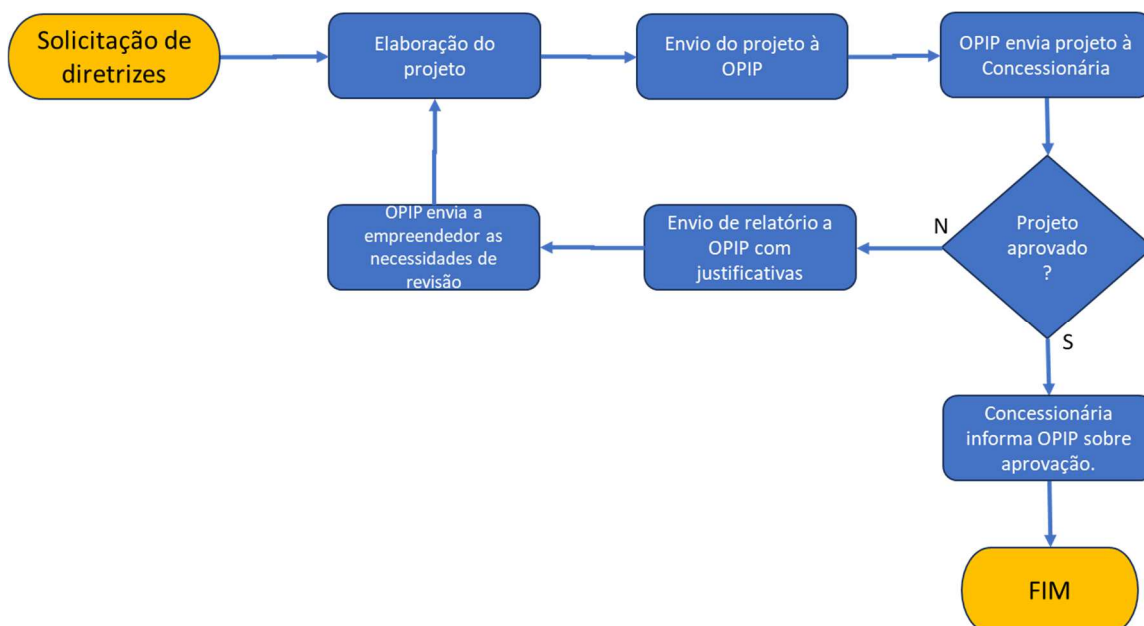 Solicitação de
diretrizes
Elaboração do
projeto
Envio do projeto à
OPIP
OPIP envia projeto à
Concessionária
OPIP envia a
empreendedor as
necessidades de
revisão
Envio de relatório a
OPIP com
justificativas
N
Projeto
aprovado
?
S
Concessionária
informa OPIP sobre
aprovação.
FIM